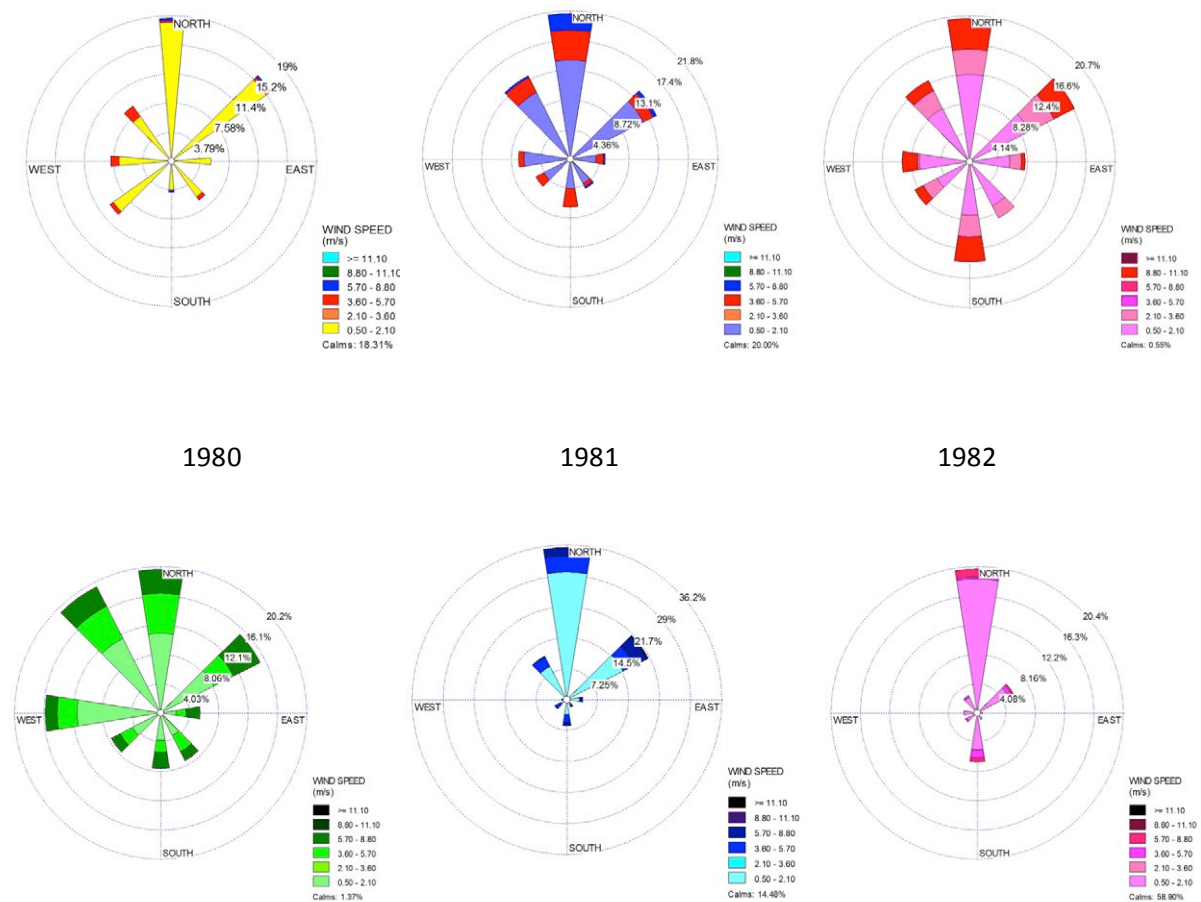 NORTH
19%
15.2%
11.4%
7.58%
3.79%
WEST
EAST
SOUTH
WIND SPEED
(m/s)
>= 11.10
8.80 - 11.10
5.70 - 8.80
3.60 - 5.70
2.10 - 3.60
0.50 - 2.10
Calms: 18.31%
NORTH
21.8%
17.4%
13.1%
8.72%
4.36%
WEST
EAST
SOUTH
WIND SPEED
(m/s)
>= 11.10
8.80 - 11.10
5.70 - 8.80
3.60 - 5.70
2.10 - 3.60
0.50 - 2.10
Calms: 20.00%
NORTH
20.7%
16.6%
12.4%
8.28%
4.14%
WEST
EAST
SOUTH
WIND SPEED
(m/s)
>= 11.10
8.80 - 11.10
5.70 - 8.80
3.60 - 5.70
2.10 - 3.60
0.50 - 2.10
Calms: 0.55%
1980
1981
1982
NORTH
20.2%
16.1%
12.1%
8.06%
4.03%
WEST
EAST
SOUTH
WIND SPEED
(m/s)
>= 11.10
8.80 - 11.10
5.70 - 8.80
3.60 - 5.70
2.10 - 3.60
0.50 - 2.10
Calms: 1.37%
NORTH
36.2%
29%
21.7%
14.5%
7.25%
WEST
EAST
SOUTH
WIND SPEED
(m/s)
>= 11.10
8.80 - 11.10
5.70 - 8.80
3.60 - 5.70
2.10 - 3.60
0.50 - 2.10
Calms: 14.48%
NORTH
20.4%
16.3%
12.2%
8.16%
4.08%
WEST
EAST
SOUTH
WIND SPEED
(m/s)
>= 11.10
8.80 - 11.10
5.70 - 8.80
3.60 - 5.70
2.10 - 3.60
0.50 - 2.10
Calms: 58.90%